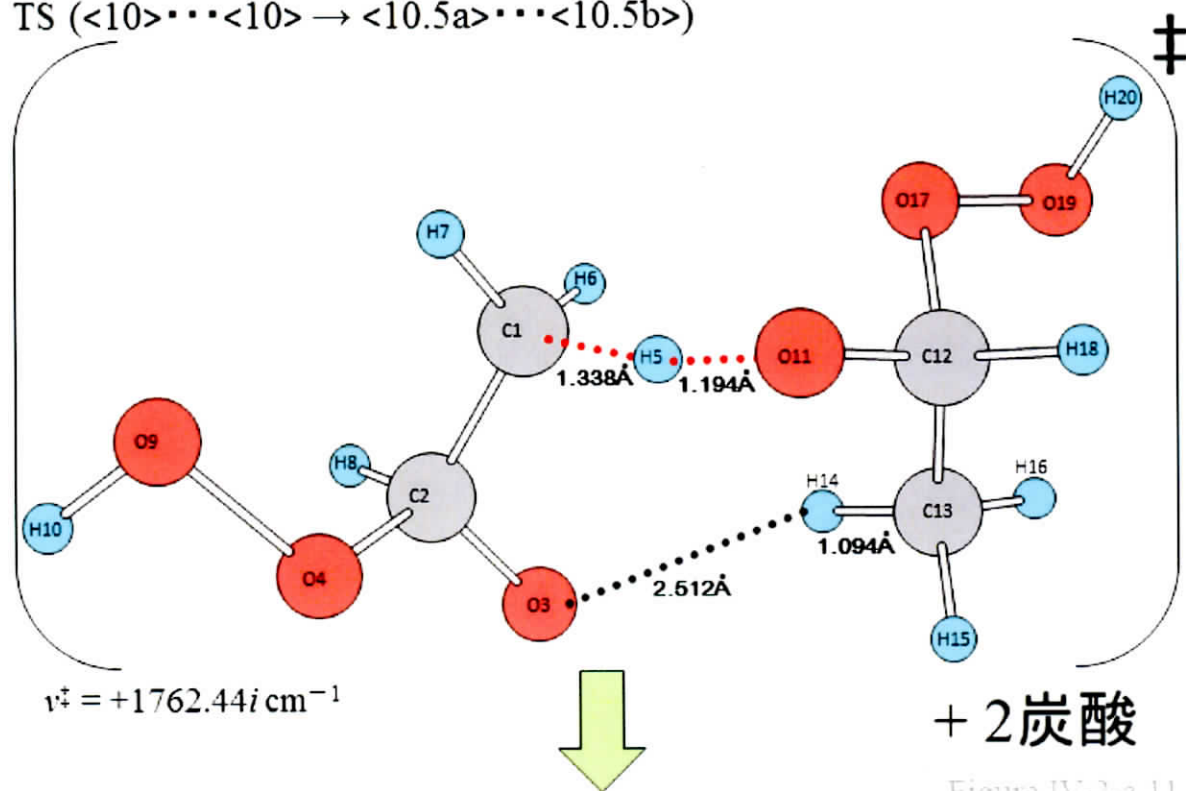 TS (<10>···<10> → <10.5a>···<10.5b>)
‡
H20
O17
O19
H7
H6
C1
H5
O11
C12
H18
1.338Å
1.194Å
O9
H8
C2
H14
H16
C13
H10
1.094Å
O4
O3
2.512Å
H15
ν‡ = +1762.44i cm⁻¹
+ 2炭酸